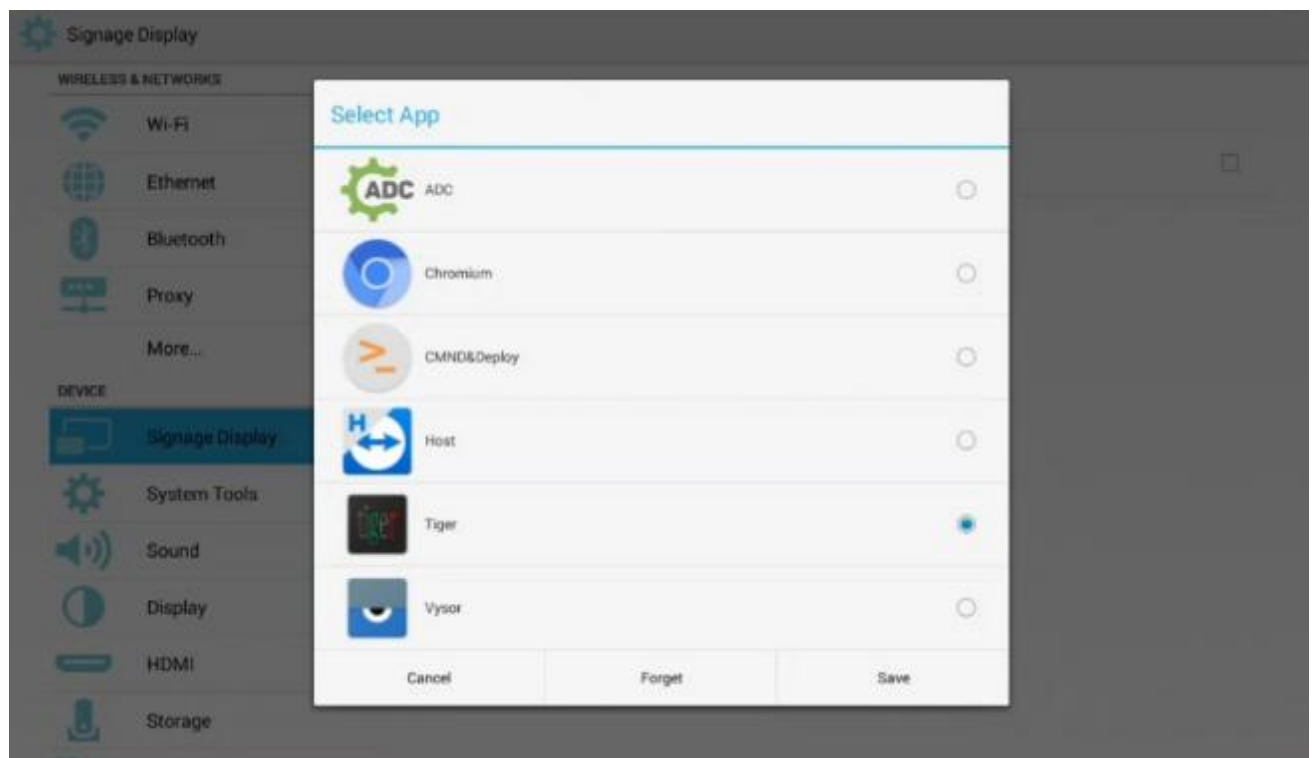 Signage Display
WIRELESS & NETWORKS
Wi-Fi
Ethernet
Bluetooth
Proxy
More...
DEVICE
Signage Display
System Tools
Sound
Display
HDMI
Storage
Select App
ADC ADC
Chromium
CMND&Deploy
H Host
Tiger Tiger
Vysor
Cancel Forget Save